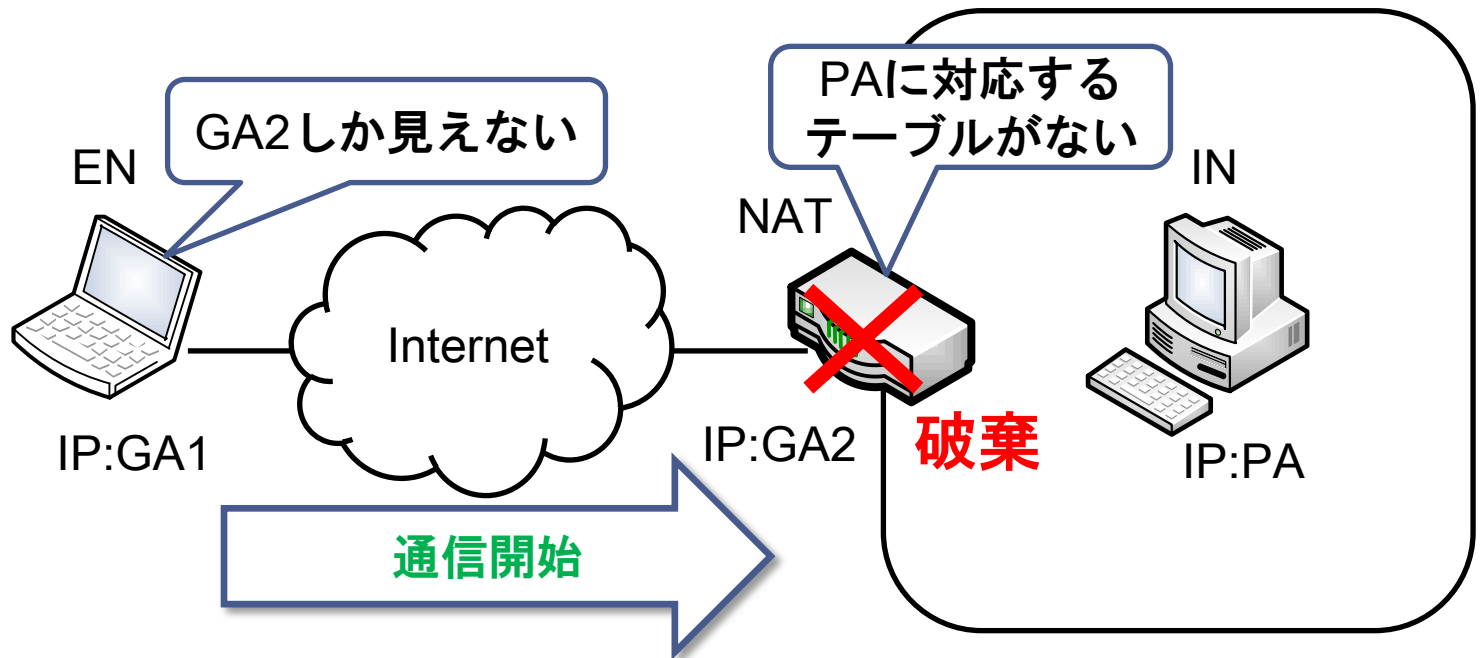 GA2しか見えない
PAに対応する
テーブルがない
EN
NAT
IN
Internet
IP:GA1
IP:GA2
破棄
IP:PA
通信開始